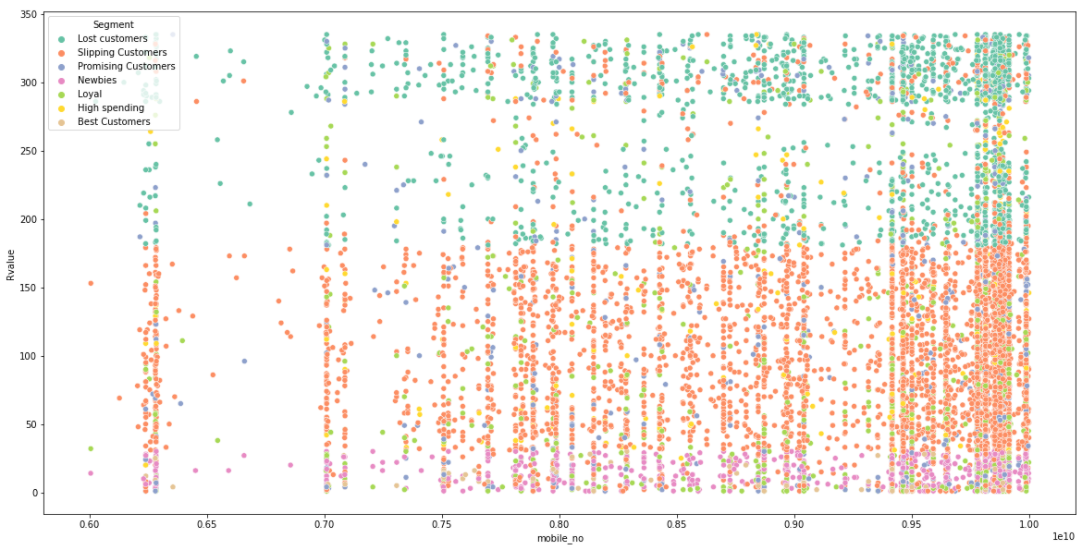 Segment
Lost customers
Slipping Customers
Promising Customers
Newbies
Loyal
High spending
Best Customers
350
300
250
200
150
100
50
0
Rvalue
0.60
0.65
0.70
0.75
0.80
0.85
0.90
0.95
1.00
1e10
mobile_no